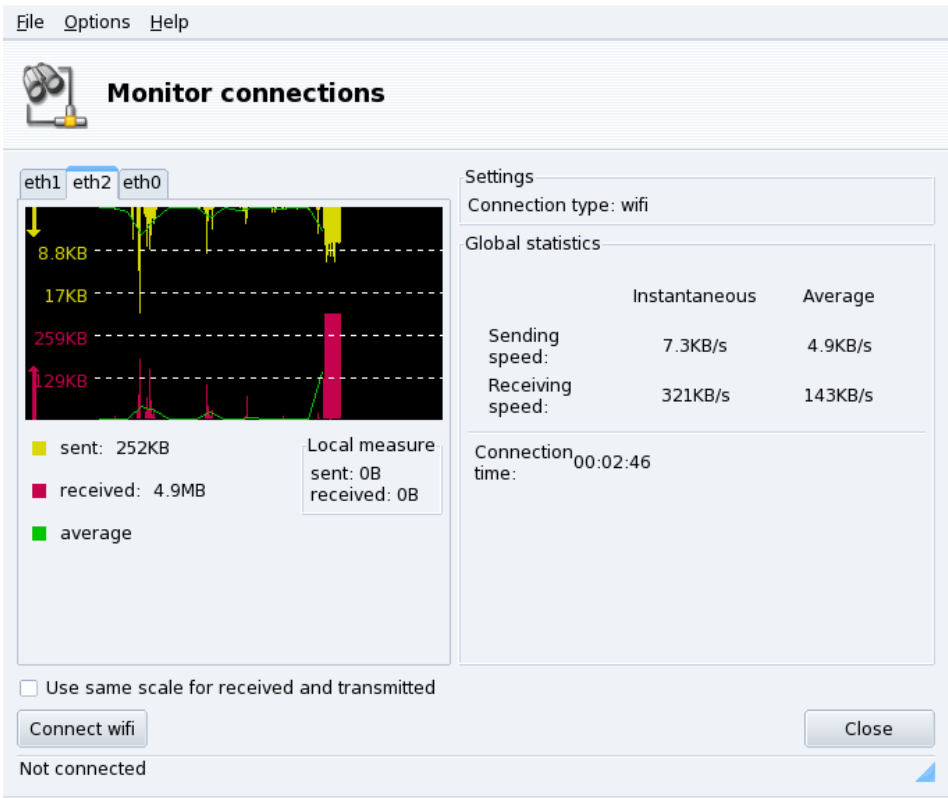 File Options Help
Monitor connections
eth1 eth2 eth0
8.8KB
17KB
259KB
129KB
sent: 252KB
received: 4.9MB
average
Local measure
sent: 0B
received: 0B
Settings
Connection type: wifi
Global statistics
Instantaneous Average
Sending
speed: 7.3KB/s 4.9KB/s
Receiving
speed: 321KB/s 143KB/s
Connection
time: 00:02:46
Use same scale for received and transmitted
Connect wifi Close
Not connected